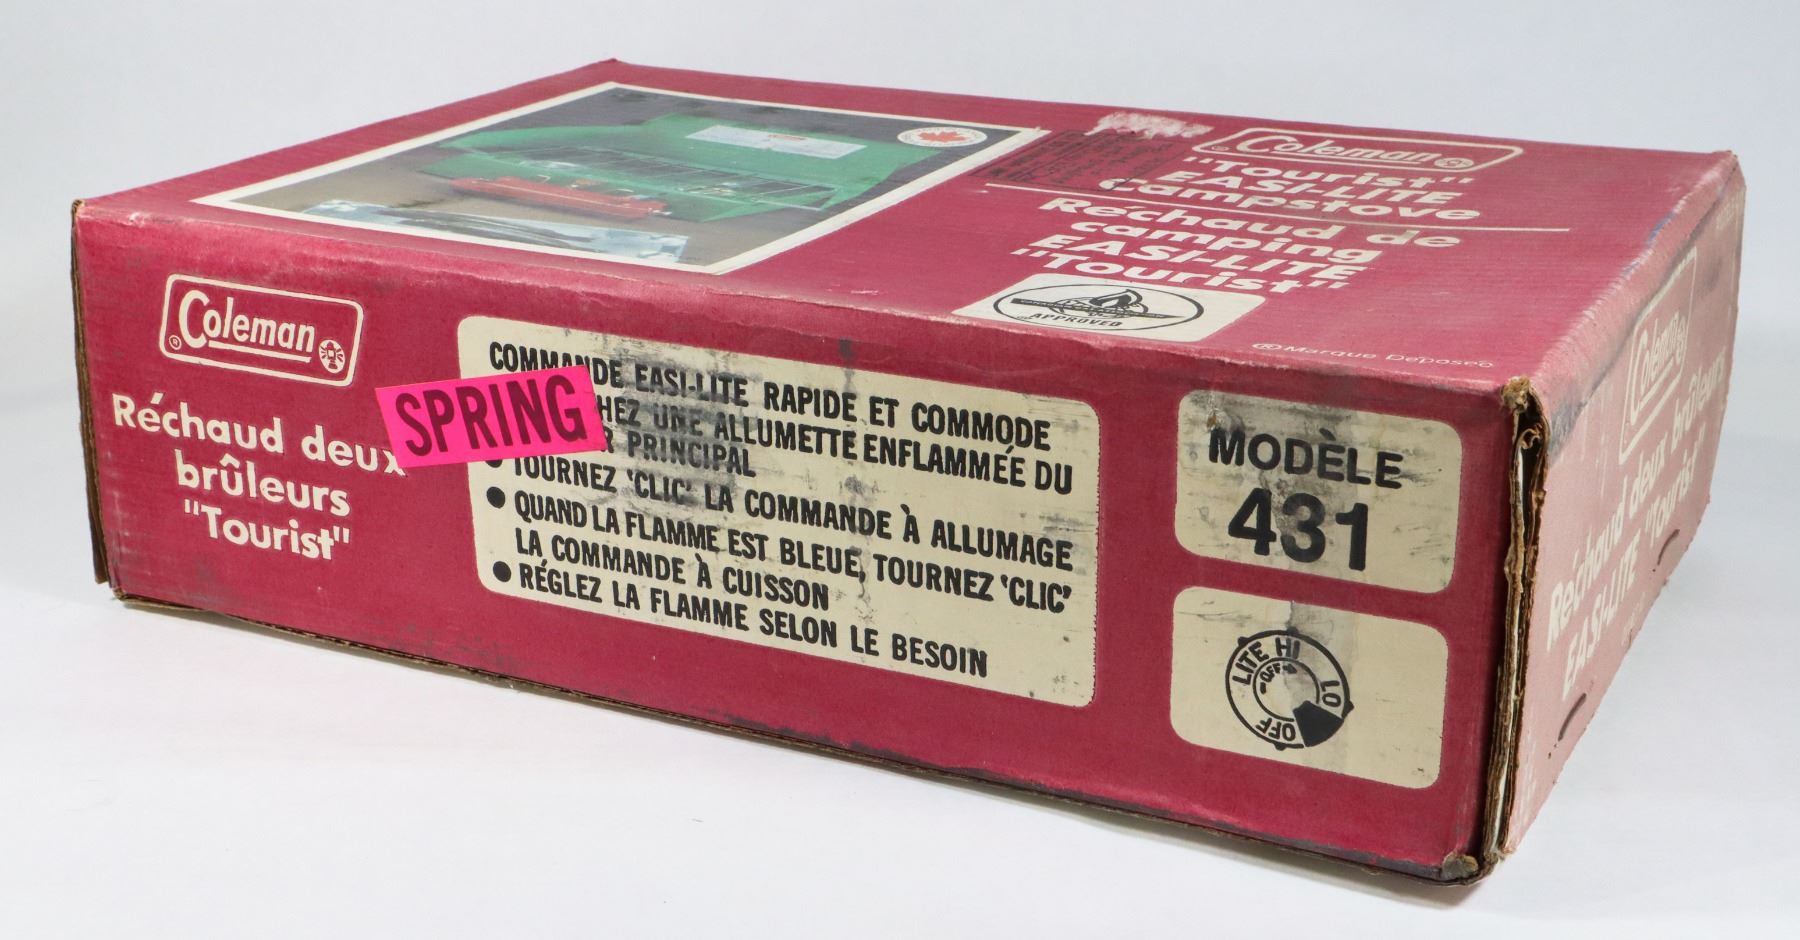 Coleman
"Tourist"
EASI-LITE
campstove
Réchaud de
camping
EASI-LITE
"Tourist"
APPROVED
®Marque Deposée
Coleman
Réchaud deux
brûleurs
"Tourist"
SPRING
COMMANDE EASI-LITE RAPIDE ET COMMODE
HEZ UNE ALLUMETTE ENFLAMMÉE DU
R PRINCIPAL
• TOURNEZ 'CLIC' LA COMMANDE À ALLUMAGE
• QUAND LA FLAMME EST BLEUE, TOURNEZ 'CLIC'
LA COMMANDE À CUISSON
• RÉGLEZ LA FLAMME SELON LE BESOIN
MODÈLE
431
LITE HI
LO
OFF
-OFF+
Coleman
Réchaud deux brûleurs
EASI-LITE "Tourist"